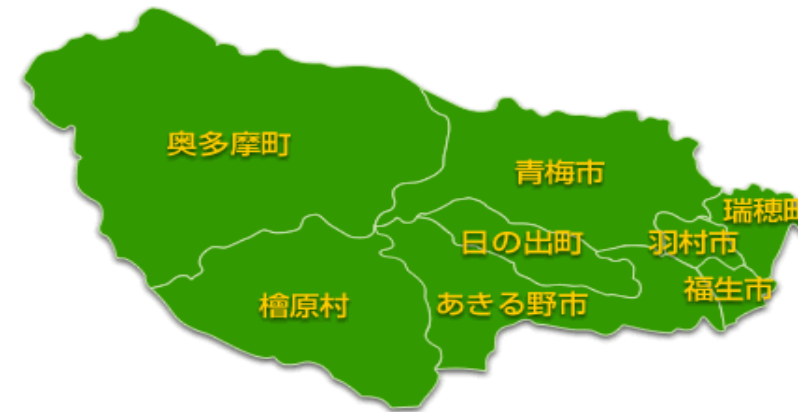 奥多摩町
青梅市
瑞穂町
日の出町
羽村市
福生市
檜原村
あきる野市